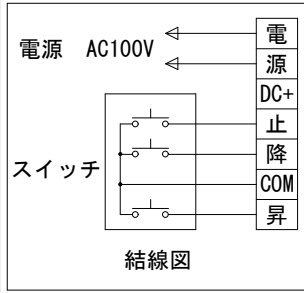 電源 AC100V
電
源
DC+
止
降
COM
昇
スイッチ
結線図